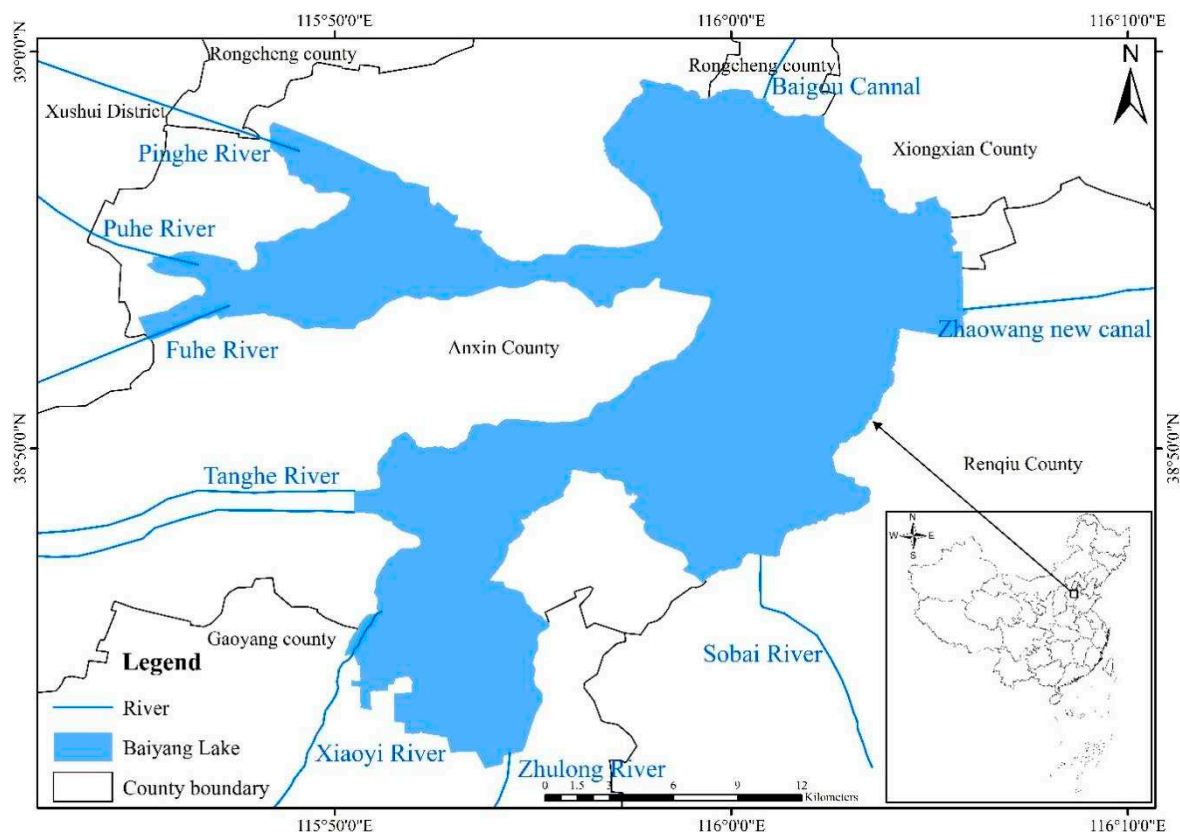 115°50'0"E
116°0'0"E
116°10'0"E
39°0'0"N
Rongcheng county
Rongcheng county
N
Baigou Cannal
Xushui District
Pinghe River
Xiongxian County
Puhe River
Zhaowang new canal
Fuhe River
Anxin County
38°50'0"N
38°50'0"N
Tanghe River
Renqiu County
N
W E
S
Gaoyang county
Legend
Sobai River
River
Baiyang Lake
County boundary
Xiaoyi River
Zhulong River
0 1.5 3 6 9 12
Kilometers
115°50'0"E
116°0'0"E
116°10'0"E